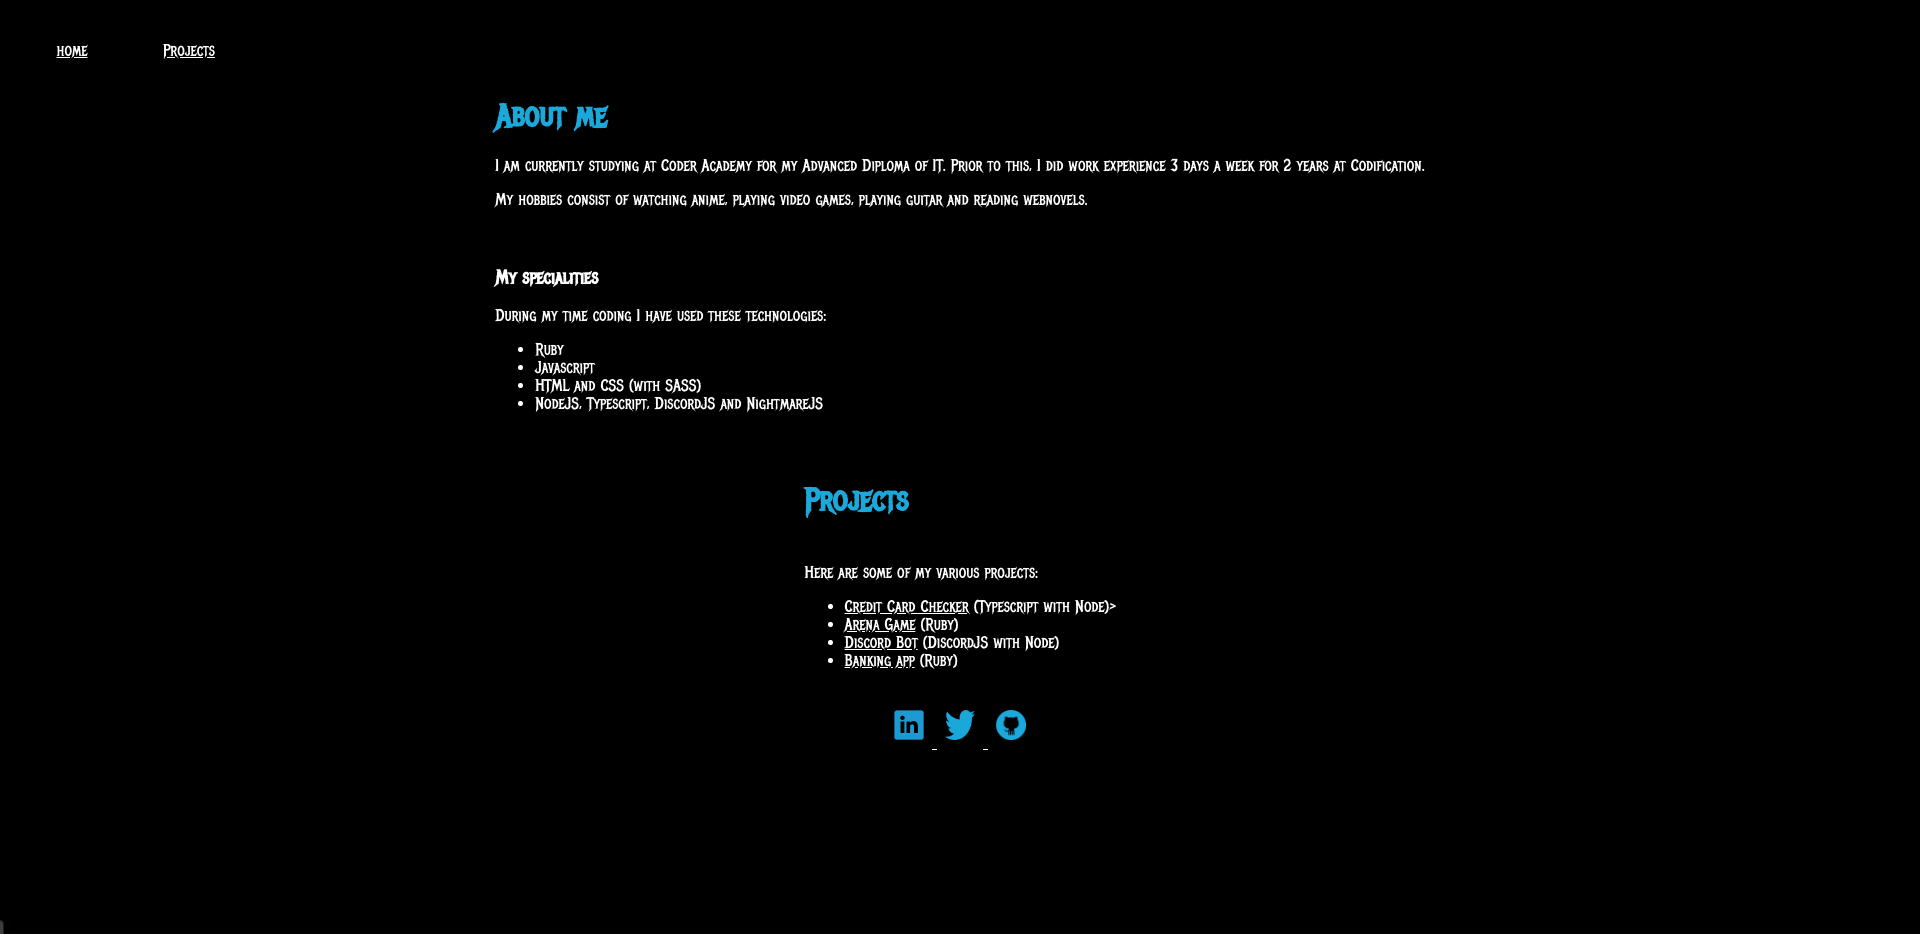 home
Projects
About me
I am currently studying at Coder Academy for my Advanced Diploma of IT. Prior to this, I did work experience 3 days a week for 2 years at Codification.
My hobbies consist of watching anime, playing video games, playing guitar and reading webnovels.
My specialities
During my time coding I have used these technologies:
Ruby
Javascript
HTML and CSS (with SASS)
NodeJS, Typescript, DiscordJS and NightmareJS
Projects
Here are some of my various projects:
Credit Card Checker (Typescript with Node)>
Arena Game (Ruby)
Discord Bot (DiscordJS with Node)
Banking app (Ruby)
in